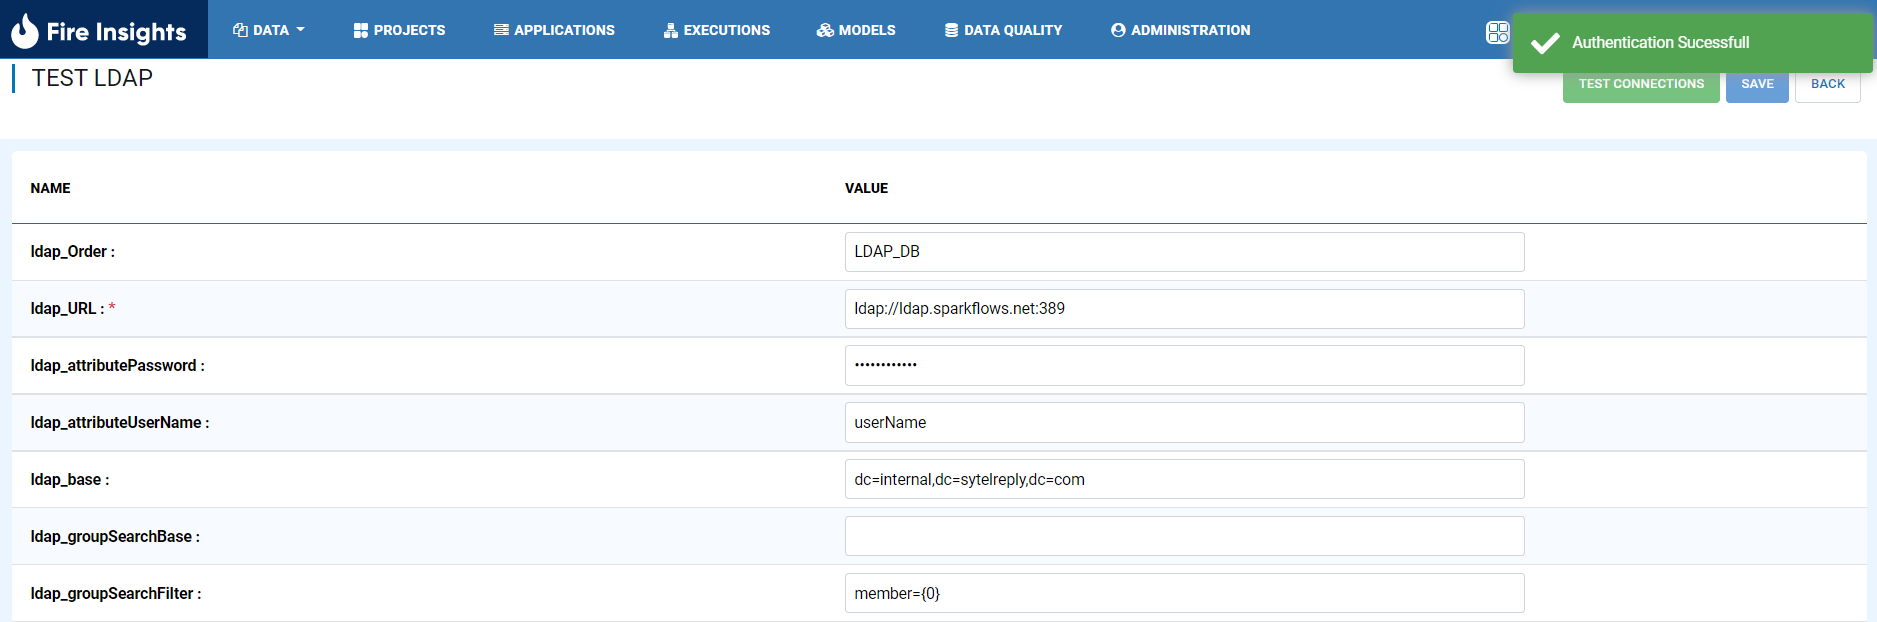 Fire Insights
DATA
PROJECTS
APPLICATIONS
EXECUTIONS
MODELS
DATA QUALITY
ADMINISTRATION
Authentication Sucessfull
TEST LDAP
TEST CONNECTIONS
SAVE
BACK
NAME VALUE
ldap_Order : LDAP_DB
ldap_URL : * ldap://ldap.sparkflows.net:389
ldap_attributePassword : ••••••••••••
ldap_attributeUserName : userName
ldap_base : dc=internal,dc=sytelreply,dc=com
ldap_groupSearchBase :
ldap_groupSearchFilter : member={0}